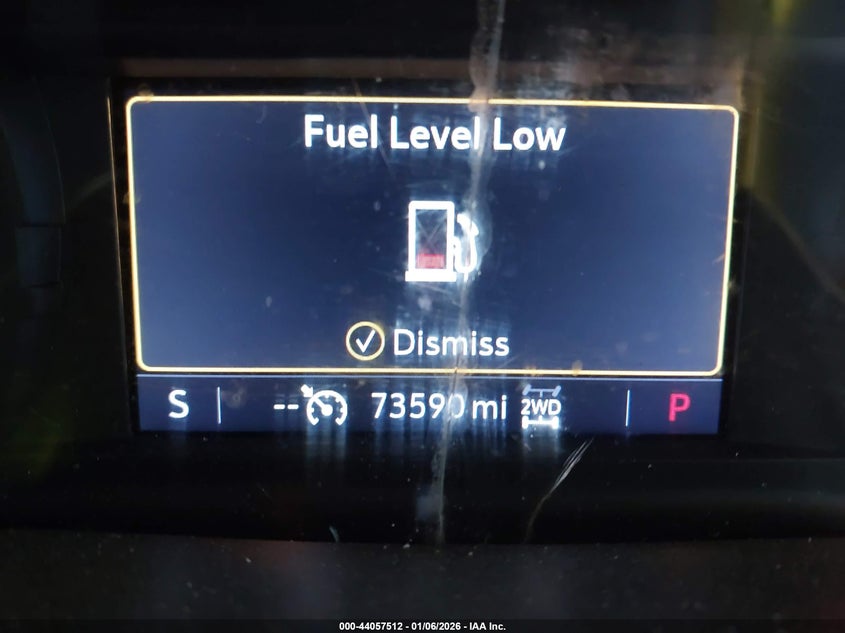 Fuel Level Low
Dismiss
S -- 73590 mi 2WD P
000-44057512 - 01/06/2026 - IAA Inc.